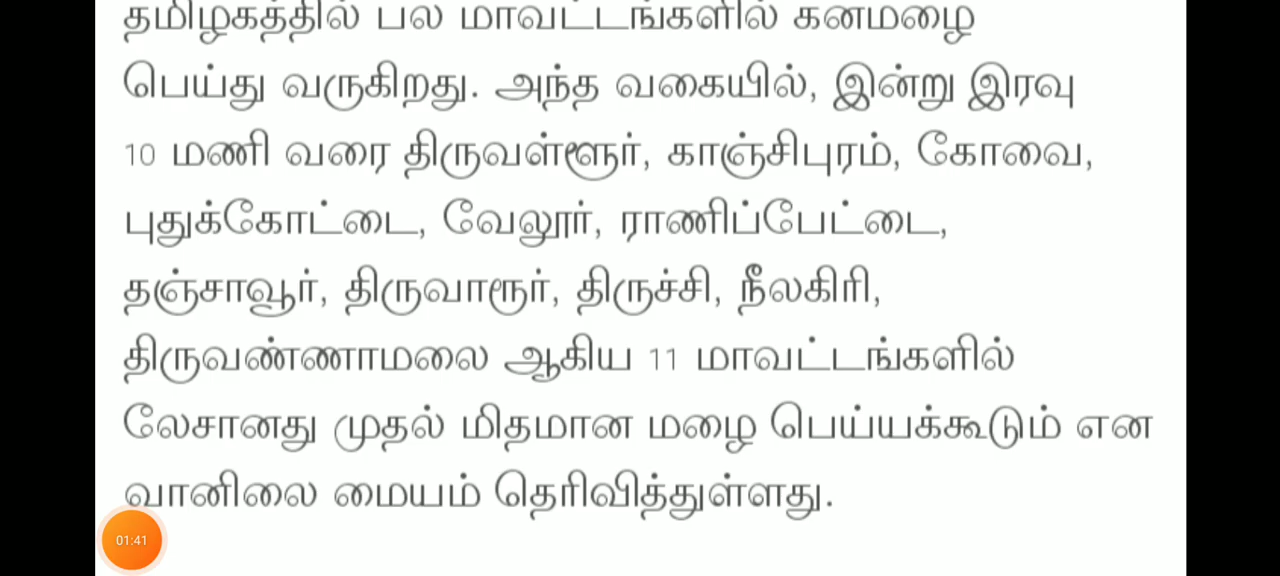 தமிழகத்தில் பல மாவட்டங்களில் கனமழை
பெய்து வருகிறது. அந்த வகையில், இன்று இரவு
10 மணி வரை திருவள்ளூர், காஞ்சிபுரம், கோவை,
புதுக்கோட்டை, வேலூர், ராணிப்பேட்டை,
தஞ்சாவூர், திருவாரூர், திருச்சி, நீலகிரி,
திருவண்ணாமலை ஆகிய 11 மாவட்டங்களில்
லேசானது முதல் மிதமான மழை பெய்யக்கூடும் என
வானிலை மையம் தெரிவித்துள்ளது.
01:41